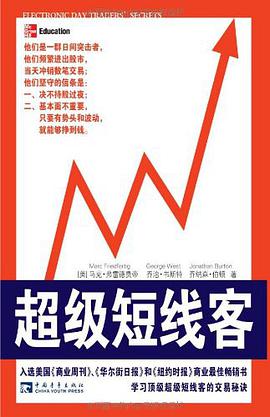 ELECTRONIC DAY TRADERS' SECRETS
Education
他们是一群日间突击者，
他们频繁进出股市，
当天冲销数笔交易；
他们坚守的信条是：
一、决不持股过夜；
二、基本面不重要，
只要有势头和波动，
就能够挣到钱。
Marc Friedfertig George West Jonathan Burton
[美] 马克·弗雷德费帝 乔治·韦斯特 乔纳森·伯顿 著
超级短线客
入选美国《商业周刊》、《华尔街日报》和《纽约时报》商业最佳畅销书
中国青年出版社
学习顶级超级短线客的交易秘诀